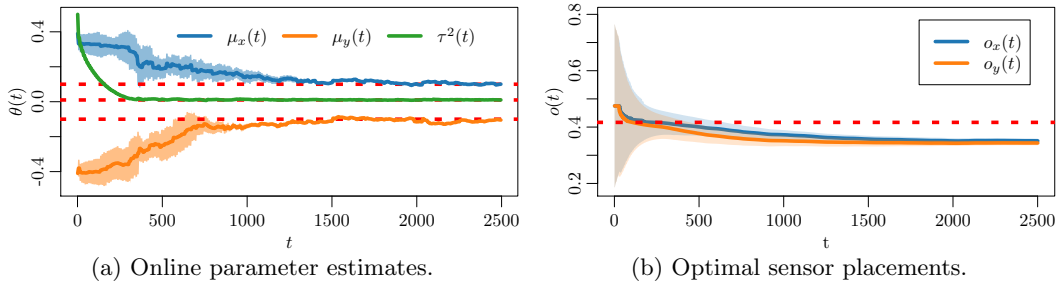 0.4
0.0
-0.4
θ(t)
μx(t) μy(t) τ²(t)
0 500 1000 1500 2000 2500
t
(a) Online parameter estimates.
0.8
0.6
0.4
0.2
o(t)
ox(t)
oy(t)
0 500 1000 1500 2000 2500
t
(b) Optimal sensor placements.